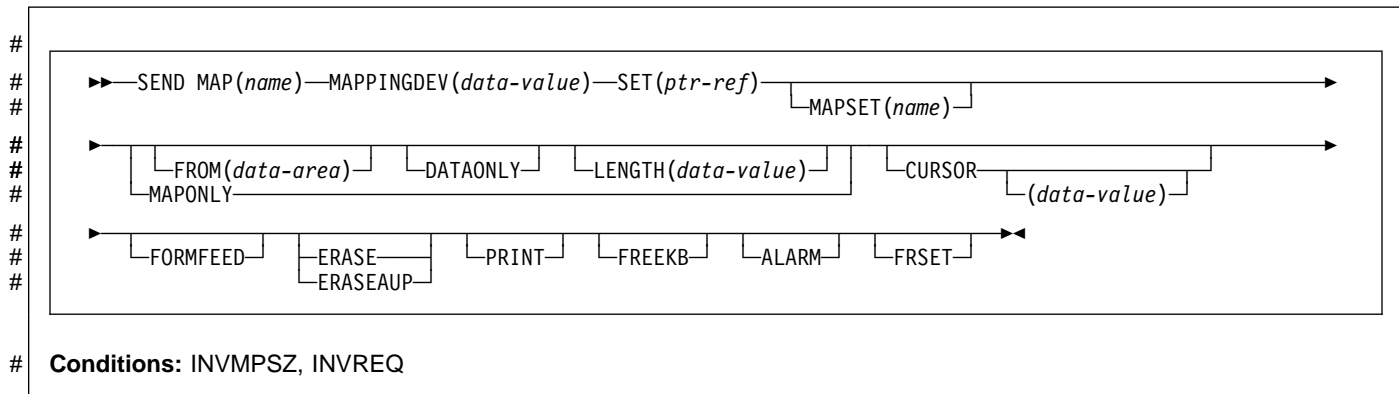 #
# ►►──SEND MAP(name)──MAPPINGDEV(data-value)──SET(ptr-ref)
# MAPSET(name)
#
# FROM(data-area) DATAONLY LENGTH(data-value) CURSOR
# MAPONLY (data-value)
#
# FORMFEED ERASE PRINT FREEKB ALARM FRSET
# ERASEAUP
# Conditions: INVMPSZ, INVREQ